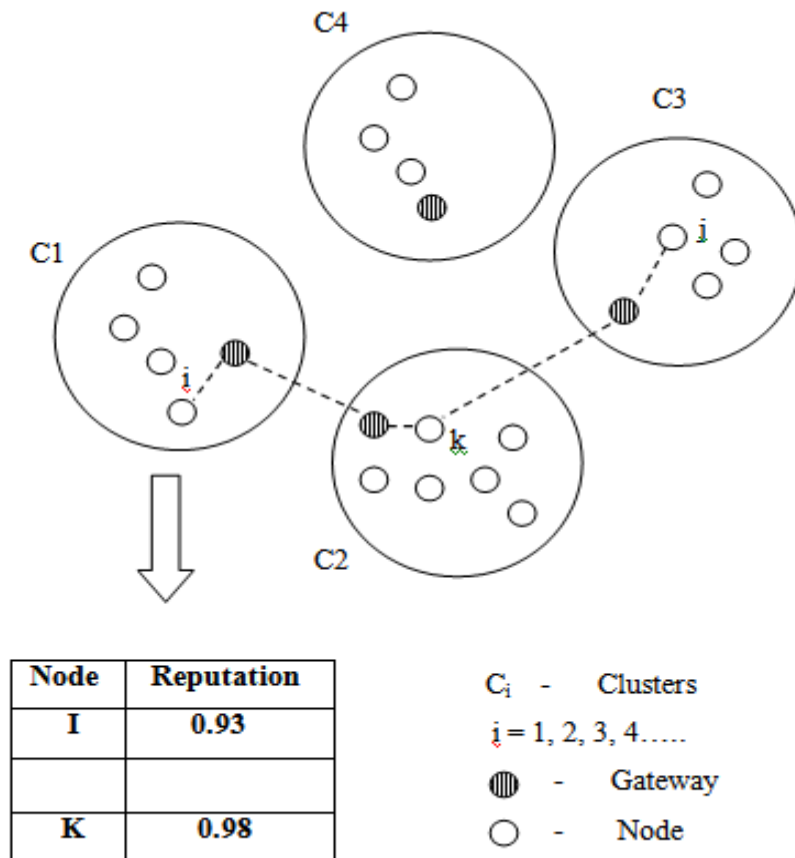 C4
C3
C1
j
i
k
C2
Node Reputation
I 0.93
K 0.98
Ci - Clusters
i = 1, 2, 3, 4.....
- Gateway
- Node